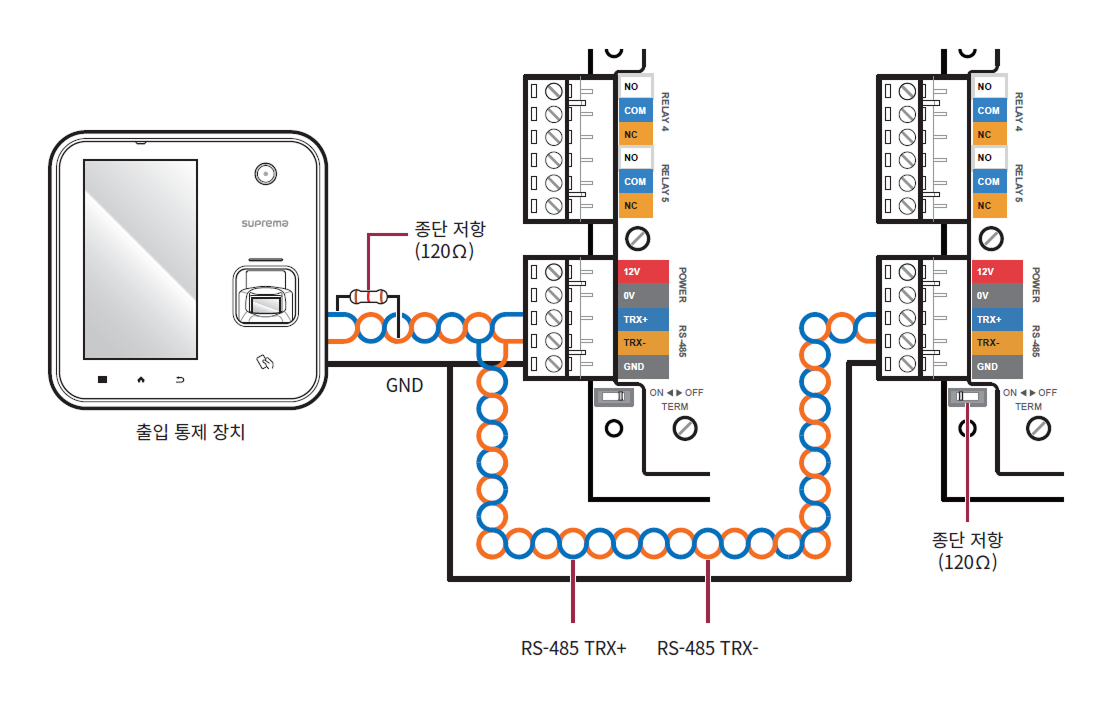 NO
COM
NC
RELAY 4
NO
COM
NC
RELAY 5
NO
COM
NC
RELAY 4
NO
COM
NC
RELAY 5
suprema
종단 저항
(120Ω)
12V
0V
POWER
TRX+
TRX-
GND
RS-485
12V
0V
POWER
TRX+
TRX-
GND
RS-485
GND
ON ◀ ▶ OFF
TERM
ON ◀ ▶ OFF
TERM
출입 통제 장치
종단 저항
(120Ω)
RS-485 TRX+
RS-485 TRX-